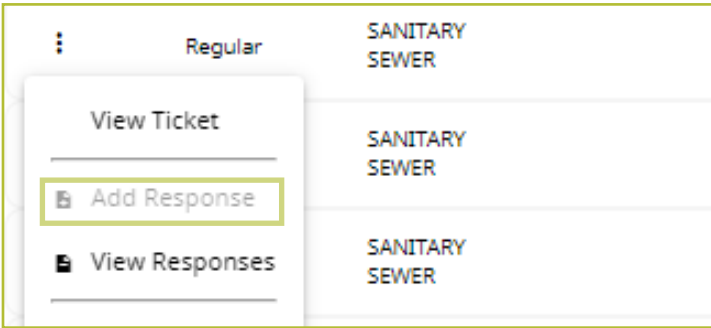 Regular
SANITARY
SEWER
View Ticket
SANITARY
SEWER
Add Response
View Responses
SANITARY
SEWER